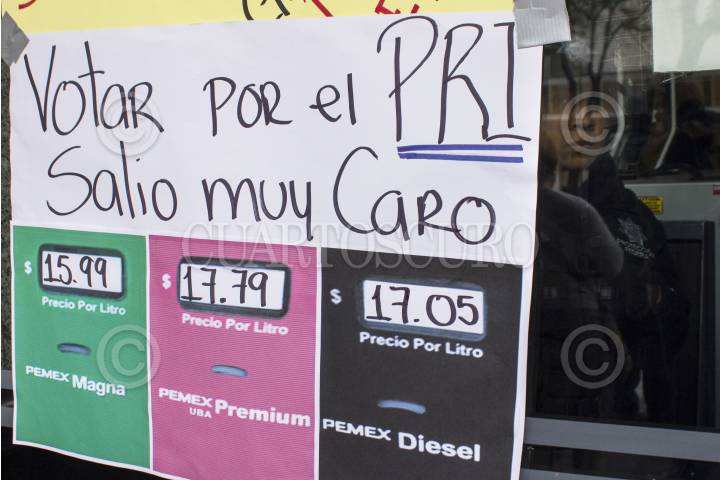 Votar por el PRI
Salio muy Caro
CUARTOSCURO
$ 15.99
Precio Por Litro
PEMEX Magna
$ 17.79
Precio Por Litro
PEMEX Premium
UBA
$ 17.05
Precio Por Litro
PEMEX Diesel